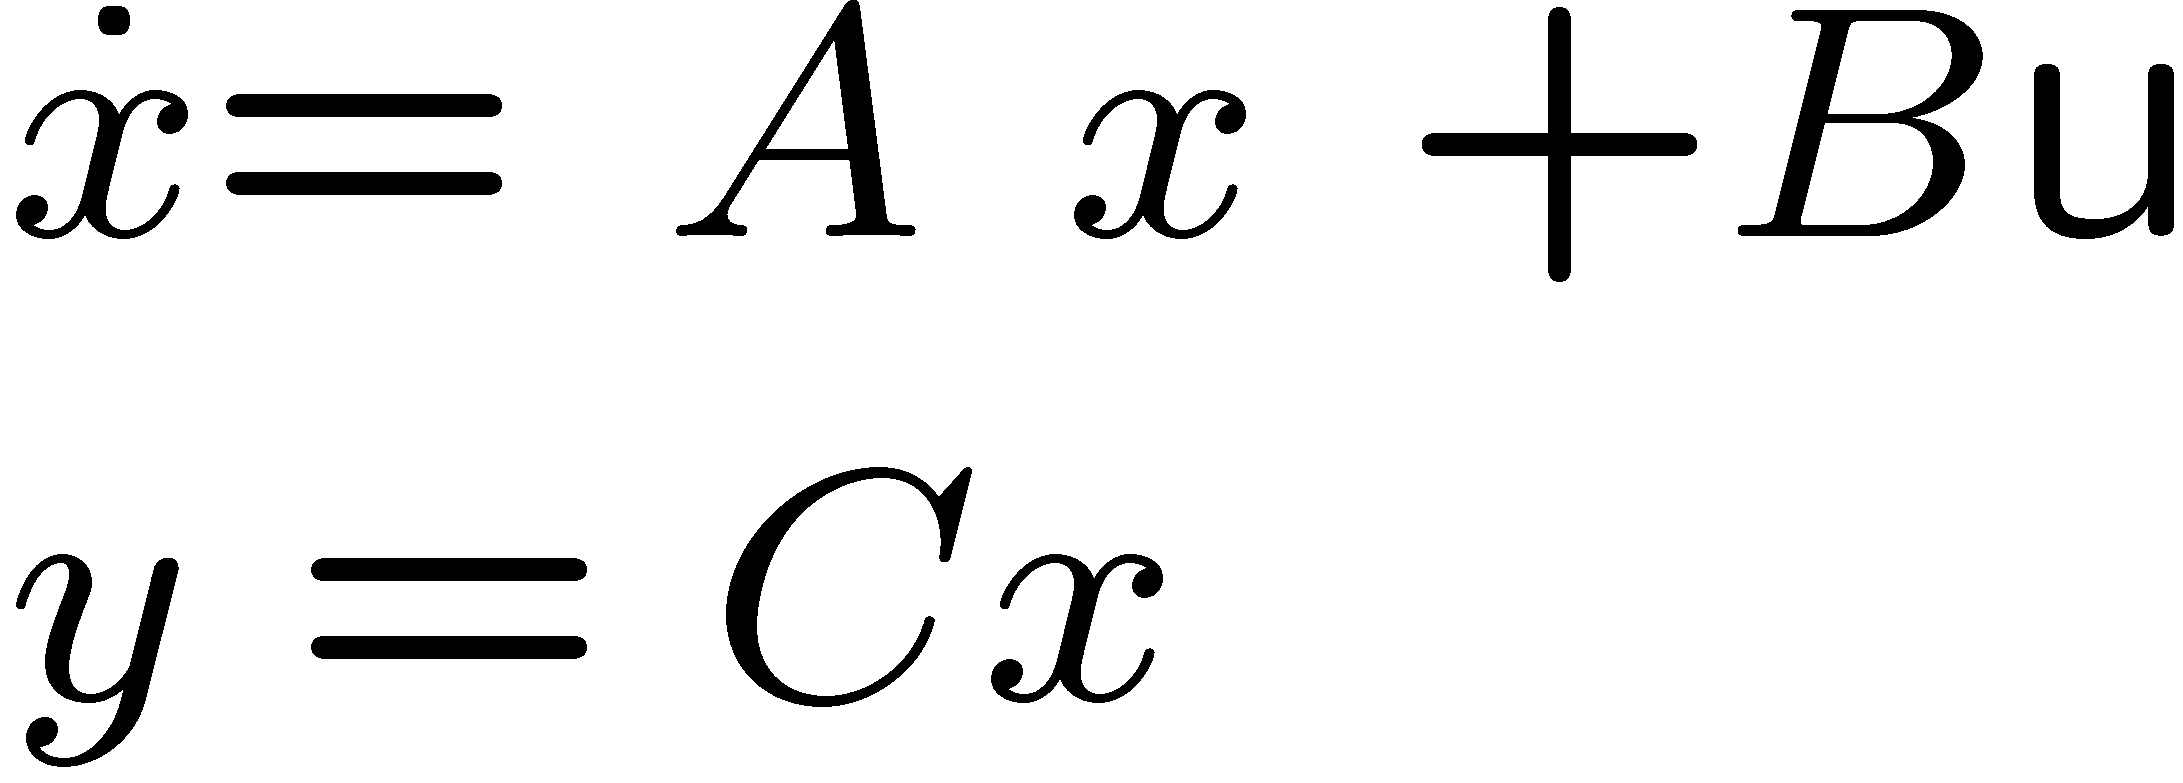 ẋ = A x + Bu
y = Cx